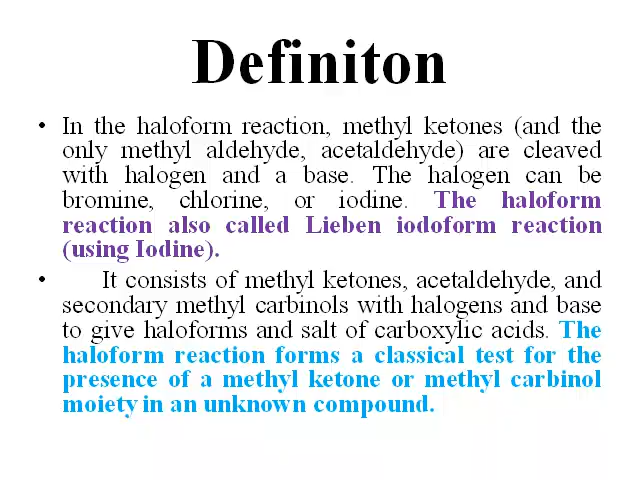 Definiton
• In the haloform reaction, methyl ketones (and the
only methyl aldehyde, acetaldehyde) are cleaved
with halogen and a base. The halogen can be
bromine, chlorine, or iodine. The haloform
reaction also called Lieben iodoform reaction
(using Iodine).
• It consists of methyl ketones, acetaldehyde, and
secondary methyl carbinols with halogens and base
to give haloforms and salt of carboxylic acids. The
haloform reaction forms a classical test for the
presence of a methyl ketone or methyl carbinol
moiety in an unknown compound.